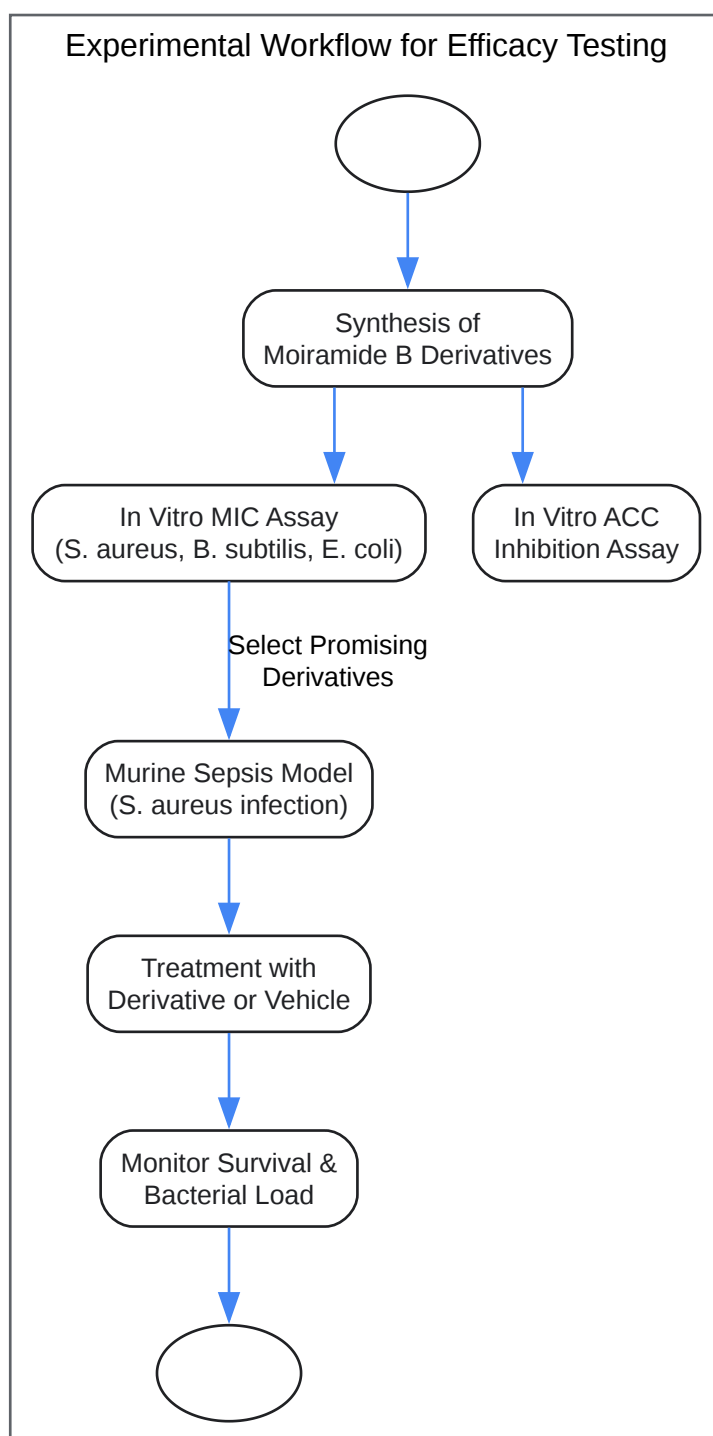 Experimental Workflow for Efficacy Testing
Synthesis of
Moiramide B Derivatives
In Vitro MIC Assay
(S. aureus, B. subtilis, E. coli)
In Vitro ACC
Inhibition Assay
Select Promising
Derivatives
Murine Sepsis Model
(S. aureus infection)
Treatment with
Derivative or Vehicle
Monitor Survival &
Bacterial Load